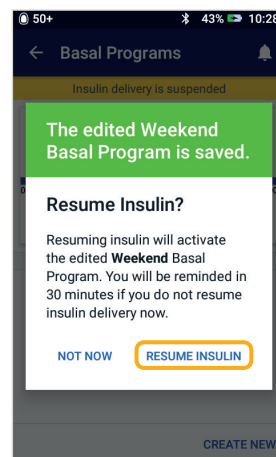 50+ 43% 10:28
Basal Programs
Insulin delivery is suspended
The edited Weekend
Basal Program is saved.
Resume Insulin?
Resuming insulin will activate
the edited Weekend Basal
Program. You will be reminded in
30 minutes if you do not resume
insulin delivery now.
NOT NOW RESUME INSULIN
CREATE NEW